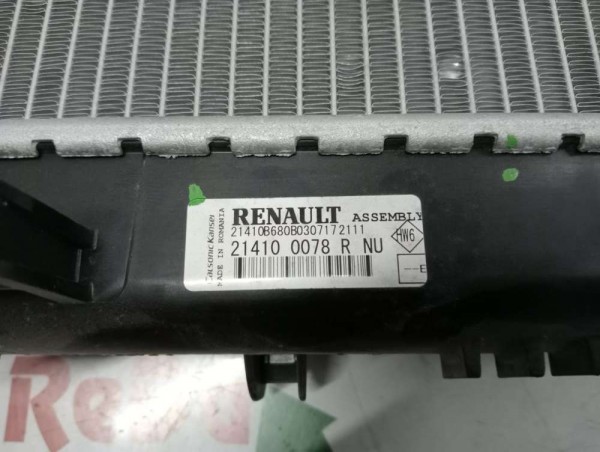 RENAULT ASSEMBLY
21410B680B0307172111
21410 0078 R NU
HW6
MADE IN ROMANIA